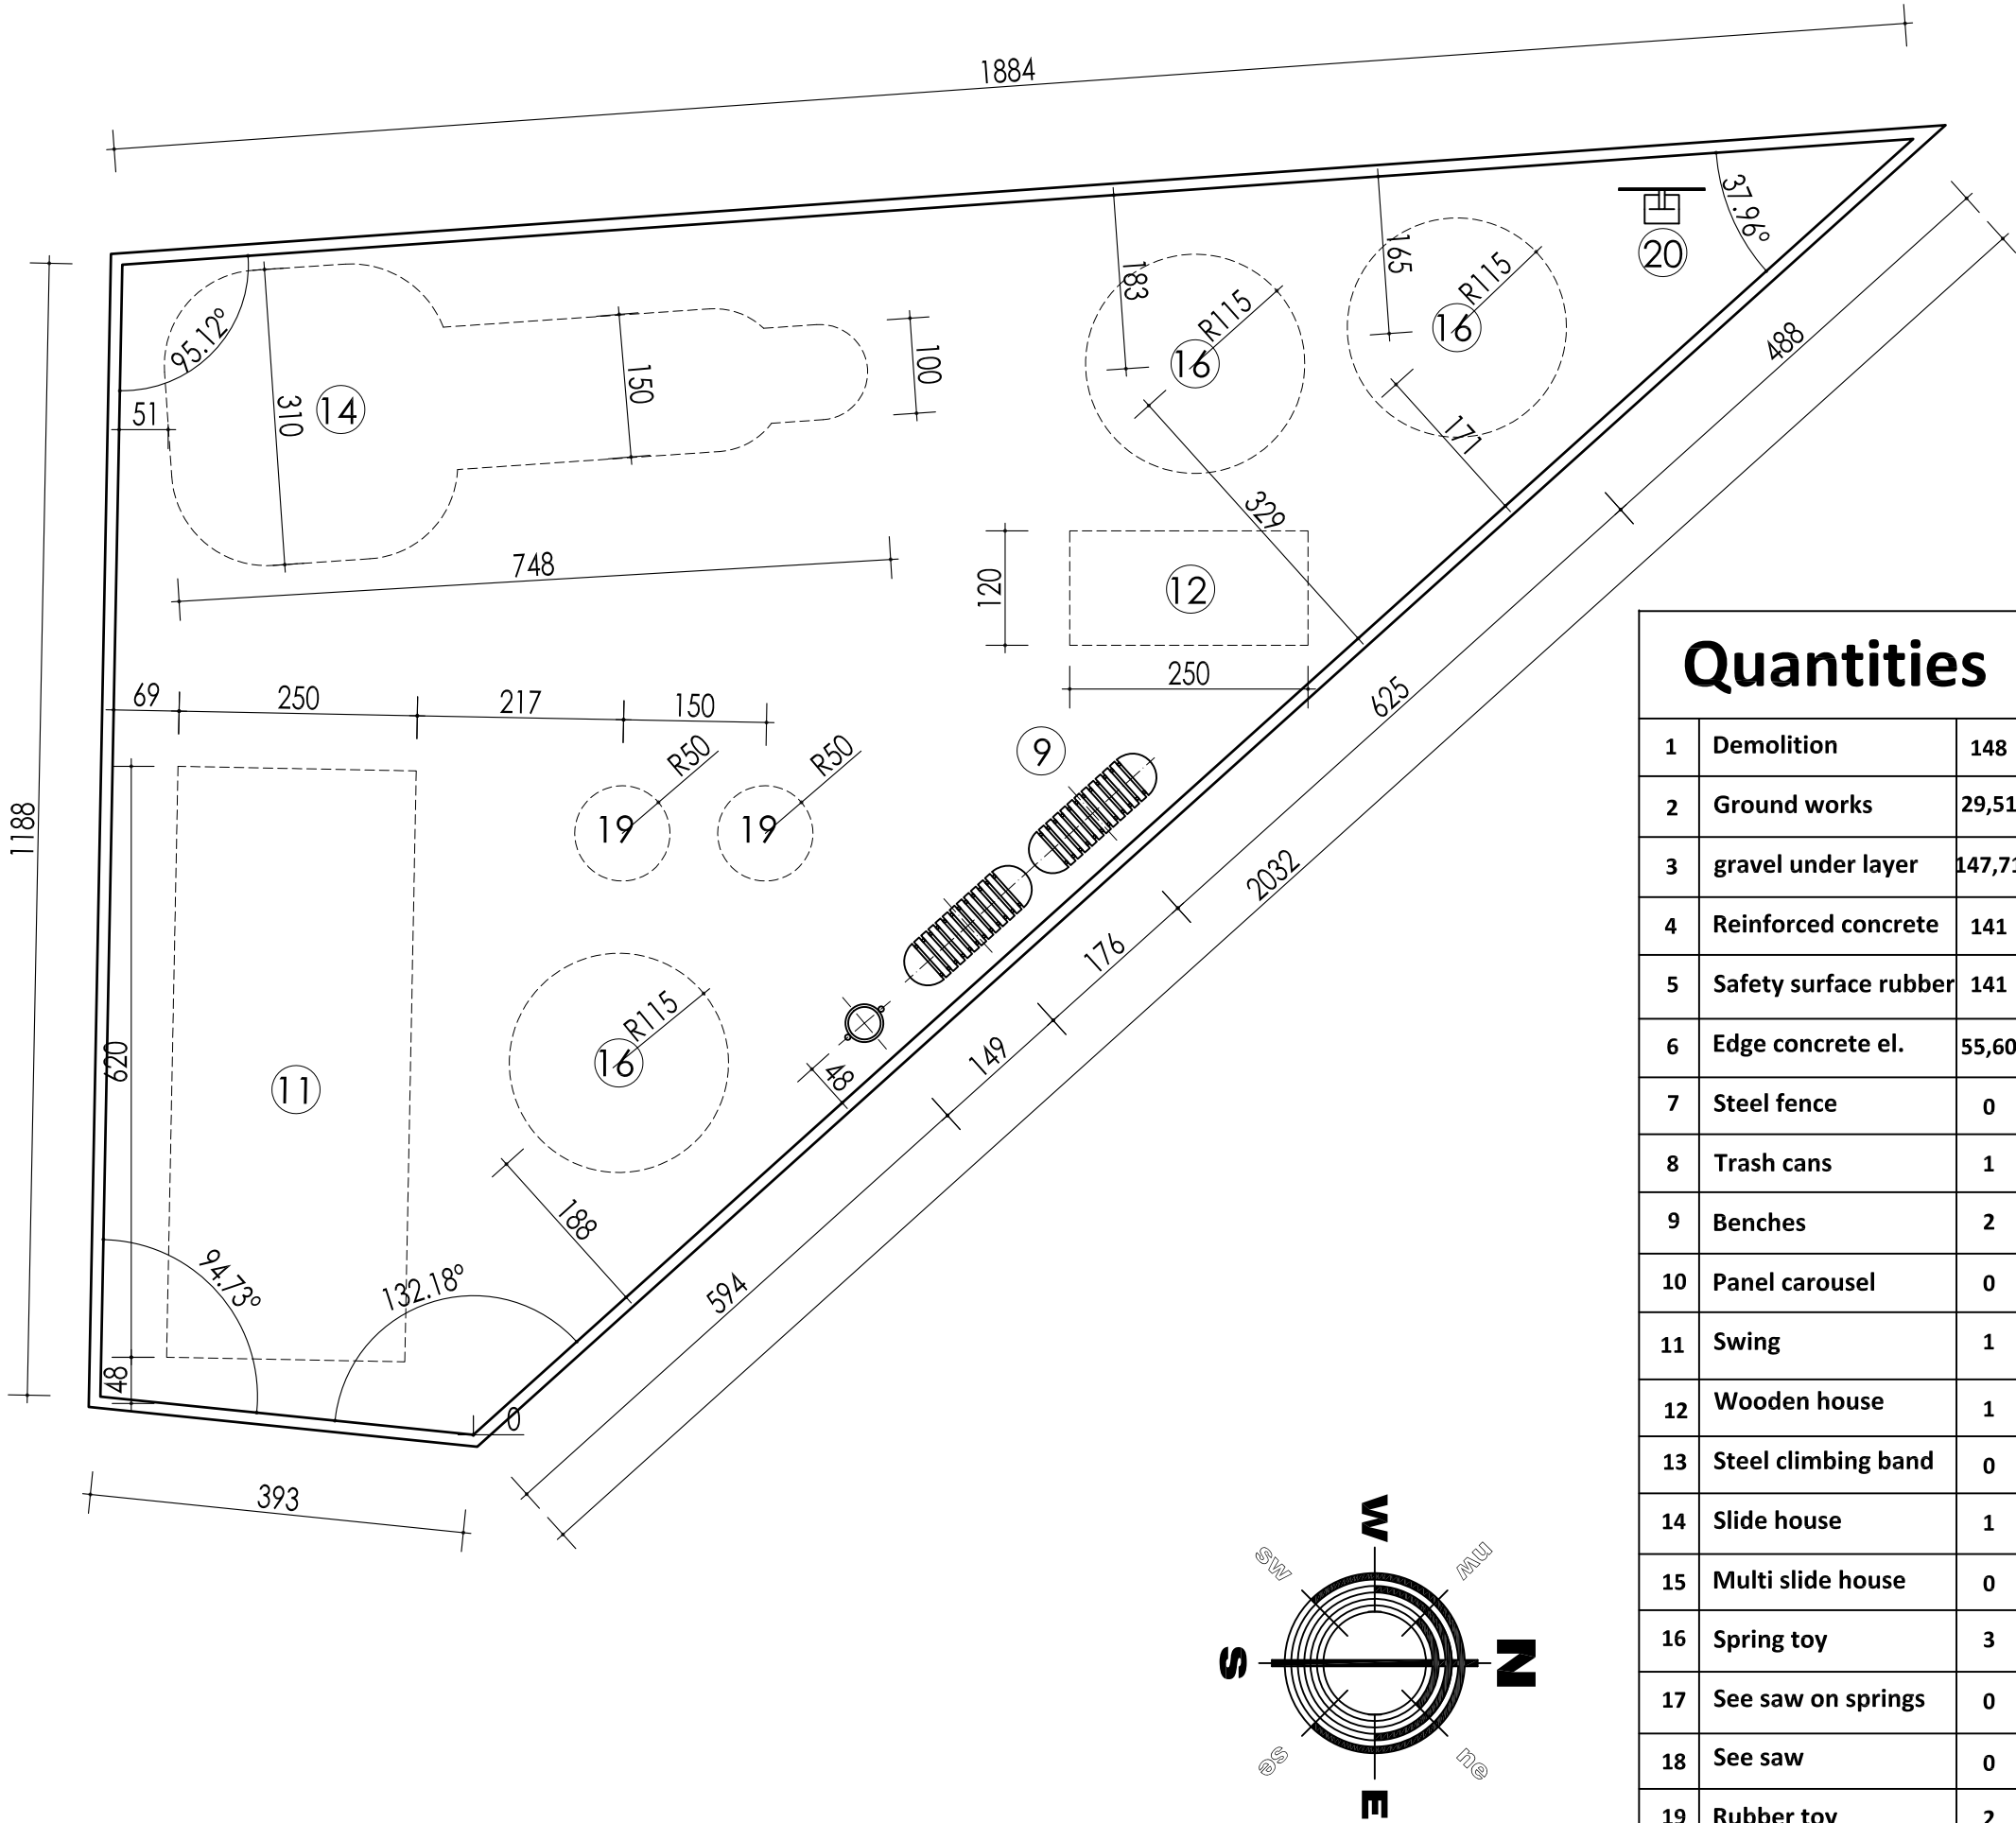 1884
37.96°
20
165
R115
16
183
R115
16
95.12°
51
310
14
150
100
488
171
329
748
120
12
250
625
69
250
217
150
9
R50
19
R50
19
1188
2032
176
149
R115
16
48
620
11
188
594
94.73°
132.18°
48
0
393
W
sw
nw
S
N
se
ne
E
Quantities
1 Demolition 148
2 Ground works 29,51
3 gravel under layer 147,71
4 Reinforced concrete 141
5 Safety surface rubber 141
6 Edge concrete el. 55,60
7 Steel fence 0
8 Trash cans 1
9 Benches 2
10 Panel carousel 0
11 Swing 1
12 Wooden house 1
13 Steel climbing band 0
14 Slide house 1
15 Multi slide house 0
16 Spring toy 3
17 See saw on springs 0
18 See saw 0
19 Rubber toy 2